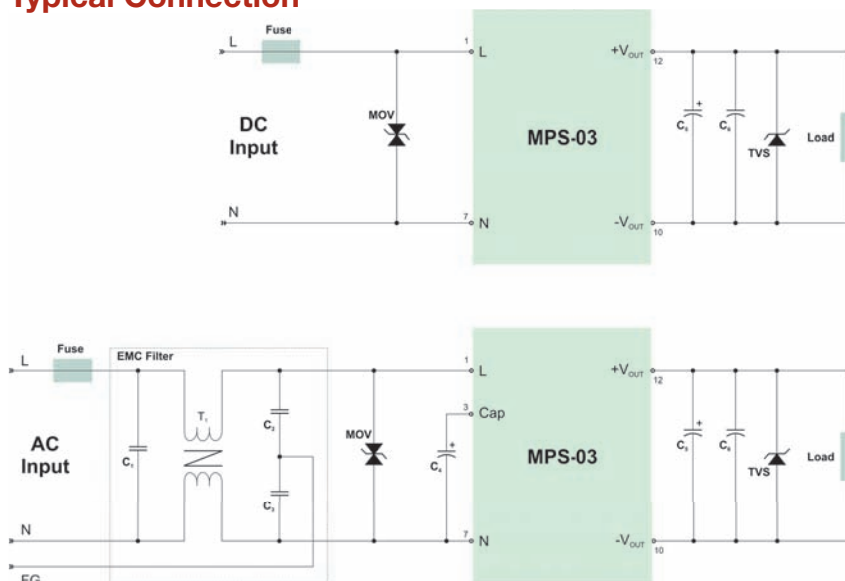 Typical Connection
L
Fuse
DC
Input
N
MOV
1
L
7
N
MPS-03
+VOUT
12
-VOUT
10
C5
C6
TVS
Load
L
Fuse
AC
Input
N
FG
EMC Filter
C1
T1
C2
C3
MOV
C4
1
L
3
Cap
7
N
MPS-03
+VOUT
12
-VOUT
10
C5
C6
TVS
Load